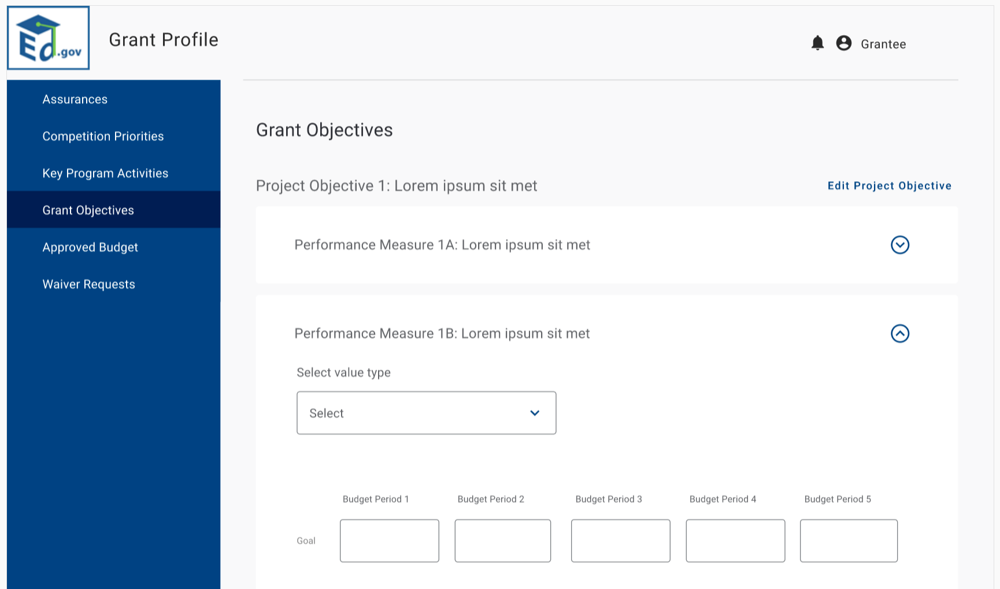 Ed.gov
Grant Profile
Grantee
Assurances
Competition Priorities
Key Program Activities
Grant Objectives
Approved Budget
Waiver Requests
Grant Objectives
Project Objective 1: Lorem ipsum sit met
Edit Project Objective
Performance Measure 1A: Lorem ipsum sit met
Performance Measure 1B: Lorem ipsum sit met
Select value type
Select
Budget Period 1
Budget Period 2
Budget Period 3
Budget Period 4
Budget Period 5
Goal